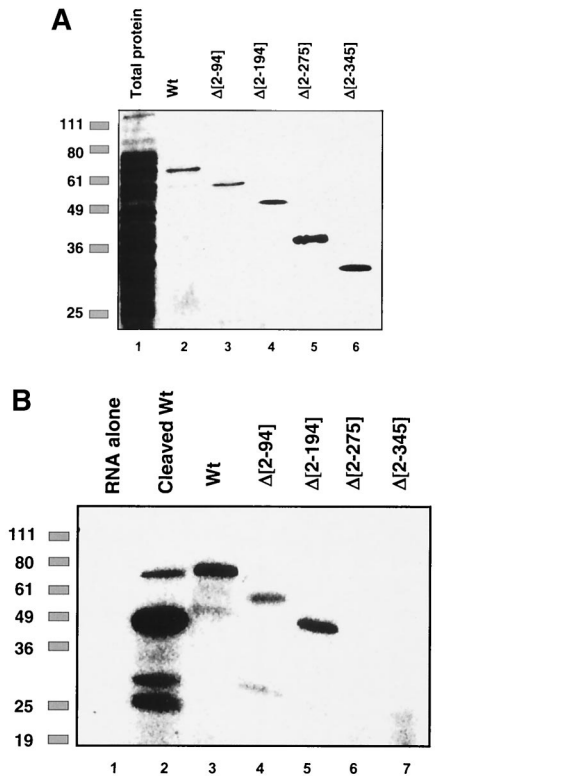 A
Total protein
Wt
Δ[2-94]
Δ[2-194]
Δ[2-275]
Δ[2-345]
111
80
61
49
36
25
1 2 3 4 5 6
B
RNA alone
Cleaved Wt
Wt
Δ[2-94]
Δ[2-194]
Δ[2-275]
Δ[2-345]
111
80
61
49
36
25
19
1 2 3 4 5 6 7